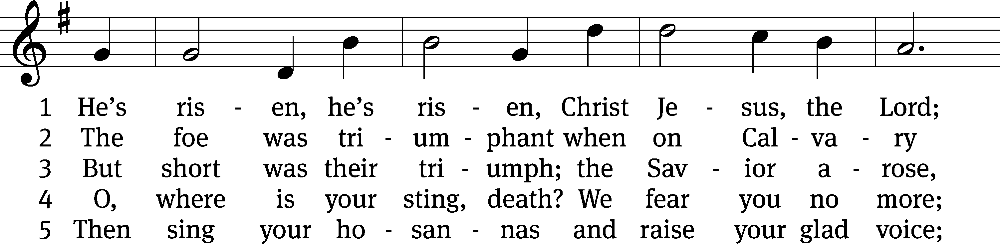 1 He’s ris - en, he’s ris - en, Christ Je - sus, the Lord;
2 The foe was tri - um - phant when on Cal - va - ry
3 But short was their tri - umph; the Sav - ior a - rose,
4 O, where is your sting, death? We fear you no more;
5 Then sing your ho - san - nas and raise your glad voice;